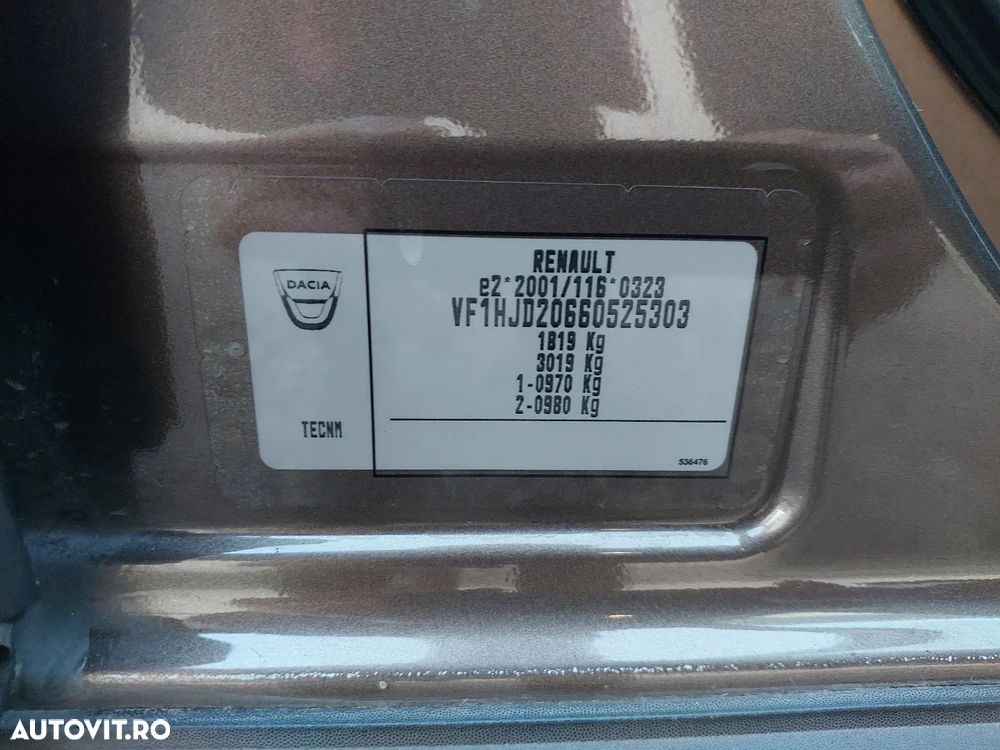 DACIA
TECNM
RENAULT
e2*2001/116*0323
VF1HJD20660525303
1819 Kg
3019 Kg
1-0970 Kg
2-0980 Kg
536476
AUTOVIT.RO